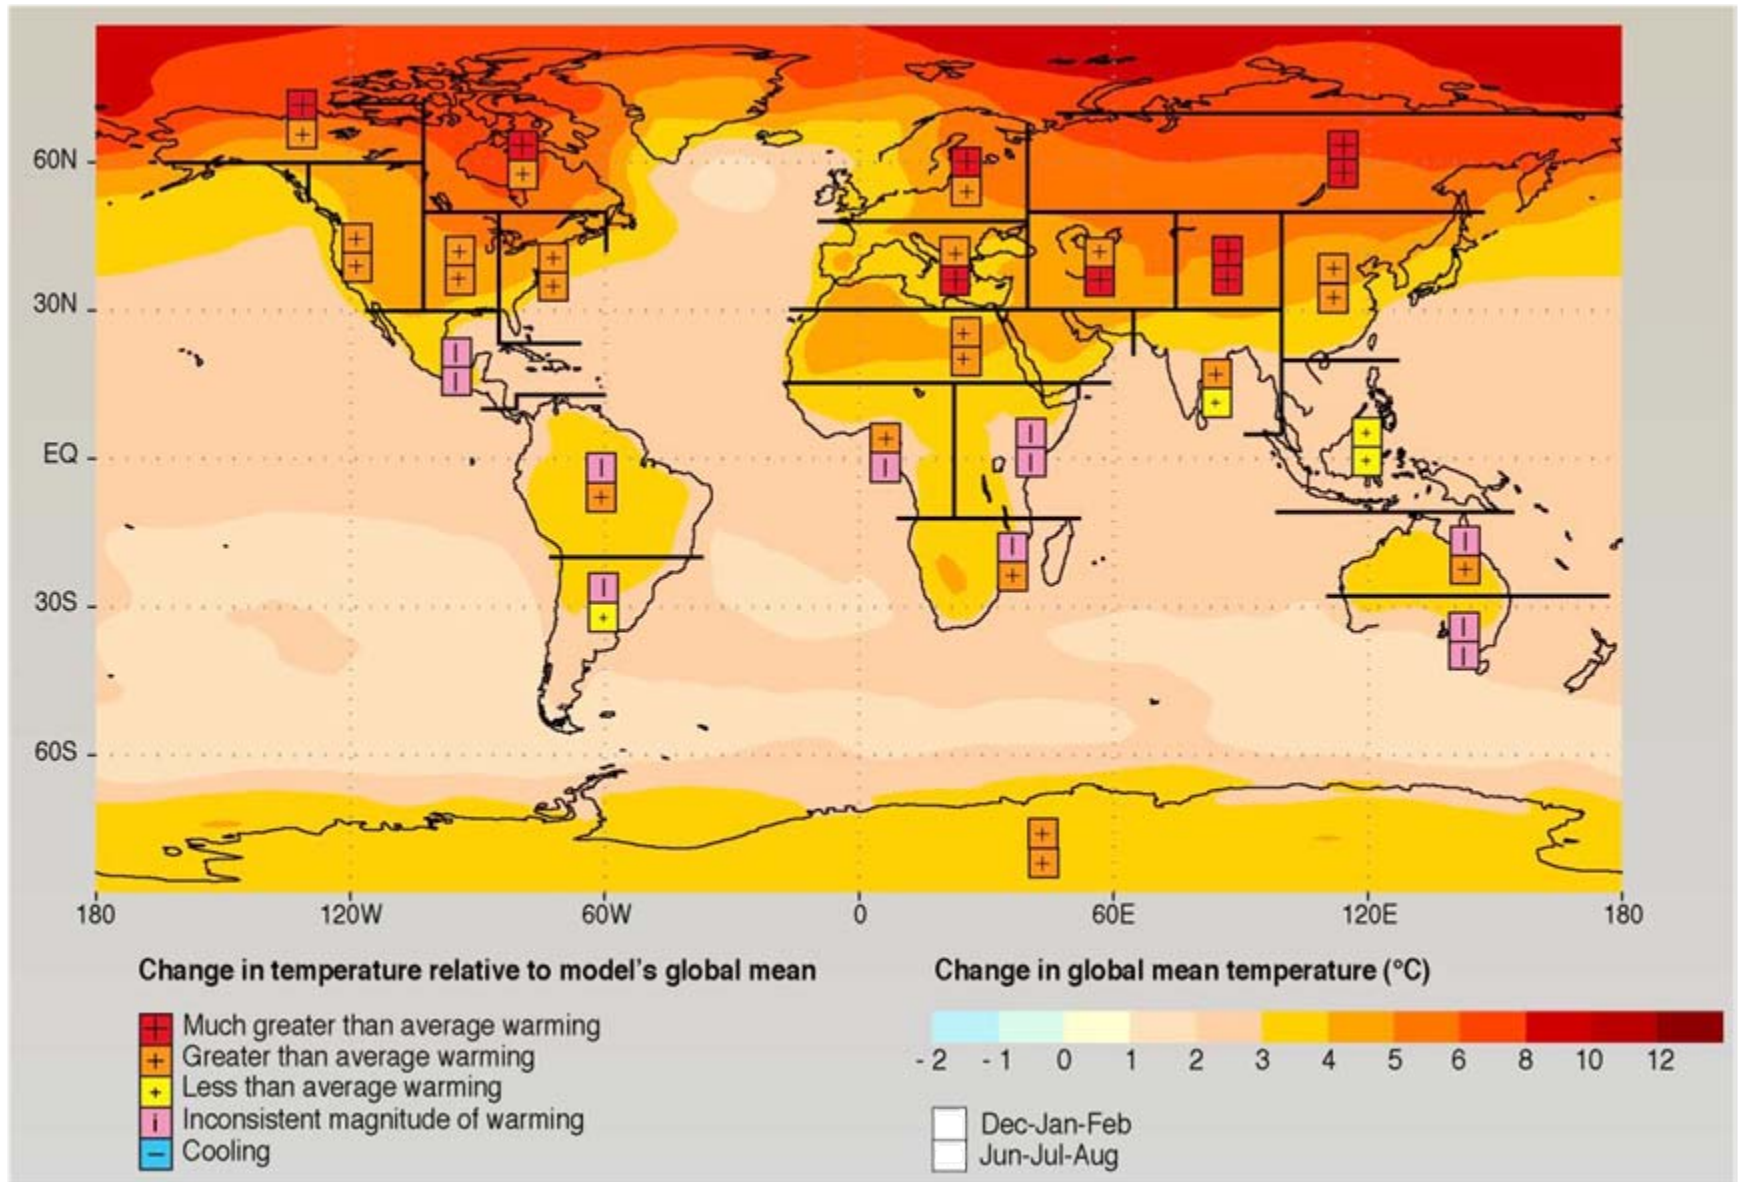 60N
30N
EQ
30S
60S
180 120W 60W 0 60E 120E 180
Change in temperature relative to model's global mean
Much greater than average warming
Greater than average warming
Less than average warming
Inconsistent magnitude of warming
Cooling
Change in global mean temperature (°C)
- 2 - 1 0 1 2 3 4 5 6 8 10 12
Dec-Jan-Feb
Jun-Jul-Aug